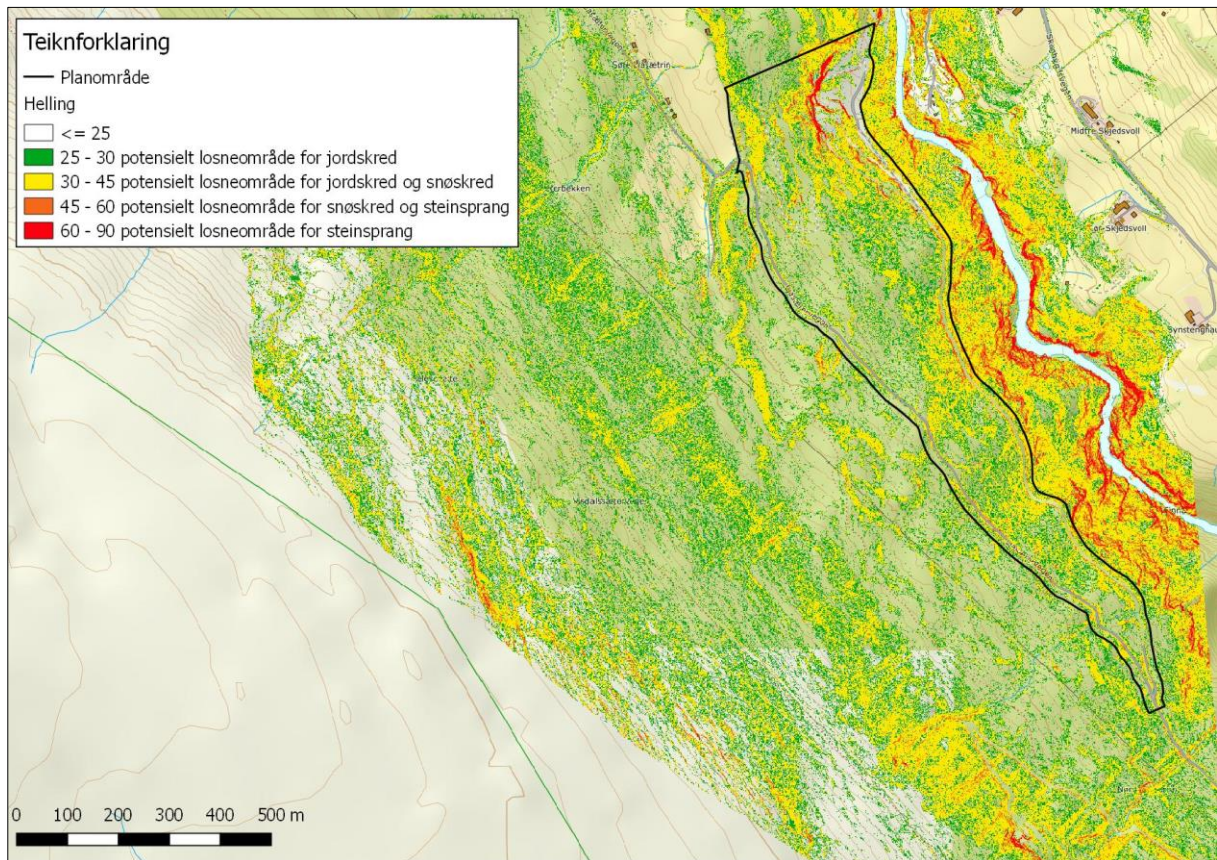 Teiknforklaring
Planområde
Helling
<= 25
25 - 30 potensielt losneområde for jordskred
30 - 45 potensielt losneområde for jordskred og snøskred
45 - 60 potensielt losneområde for snøskred og steinsprang
60 - 90 potensielt losneområde for steinsprang
Midtre Skjedsvoll
0 100 200 300 400 500 m